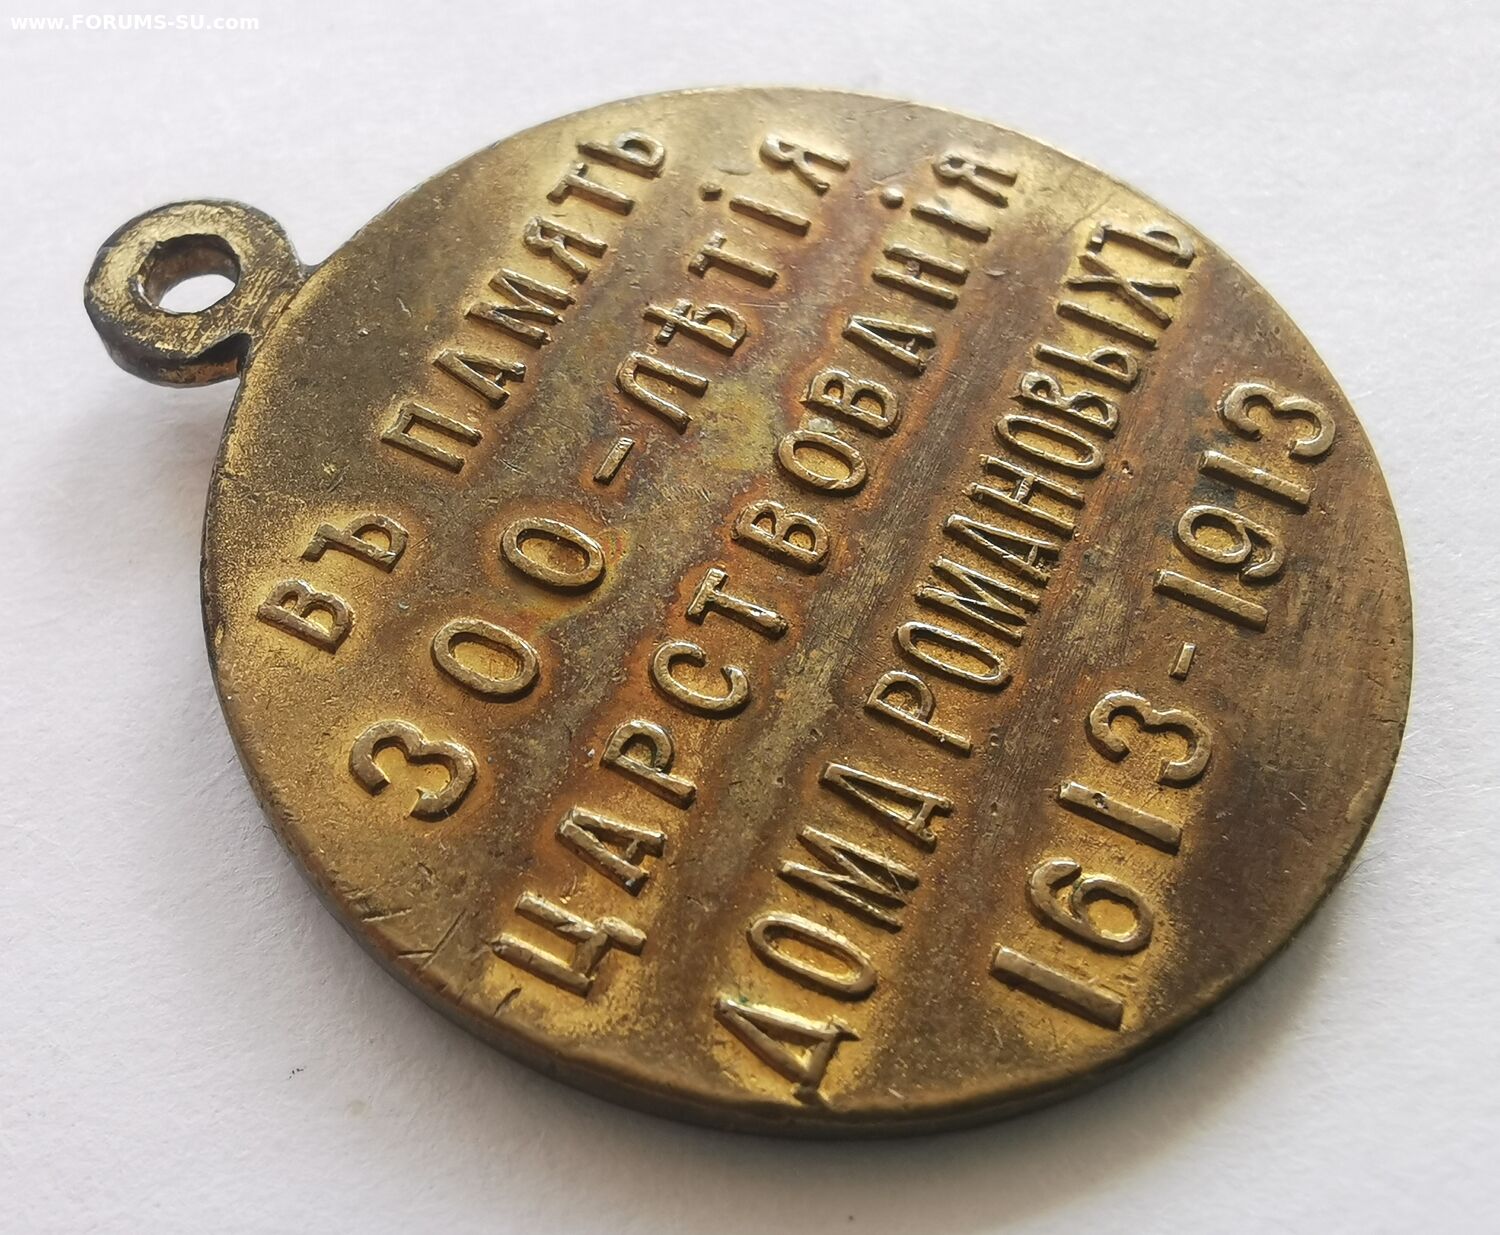 www.FORUMS-SU.com
ВЪ ПАМЯТЬ
300-ЛѢТІЯ
ЦАРСТВОВАНІЯ
ДОМА РОМАНОВЫХЪ
1613-1913